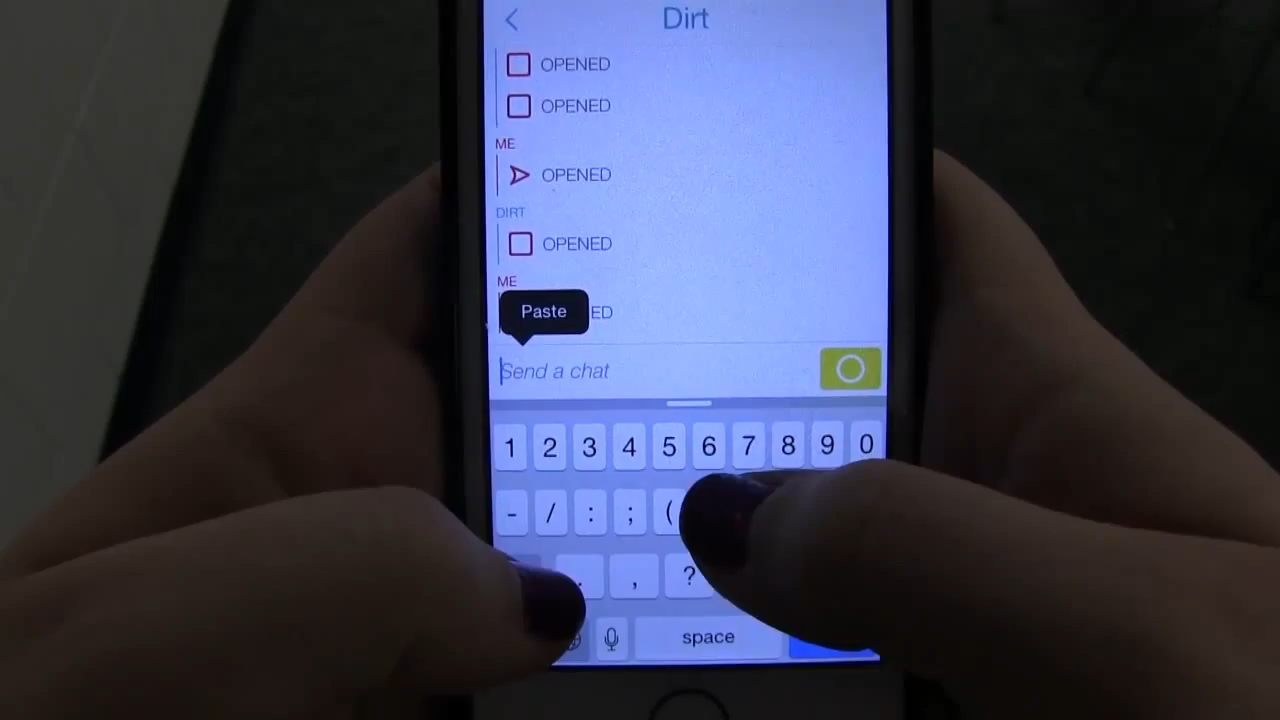 Dirt
OPENED
OPENED
ME
OPENED
DIRT
OPENED
ME
Paste ED
Send a chat
1 2 3 4 5 6 7 8 9 0
- / : ; (
. , ?
space